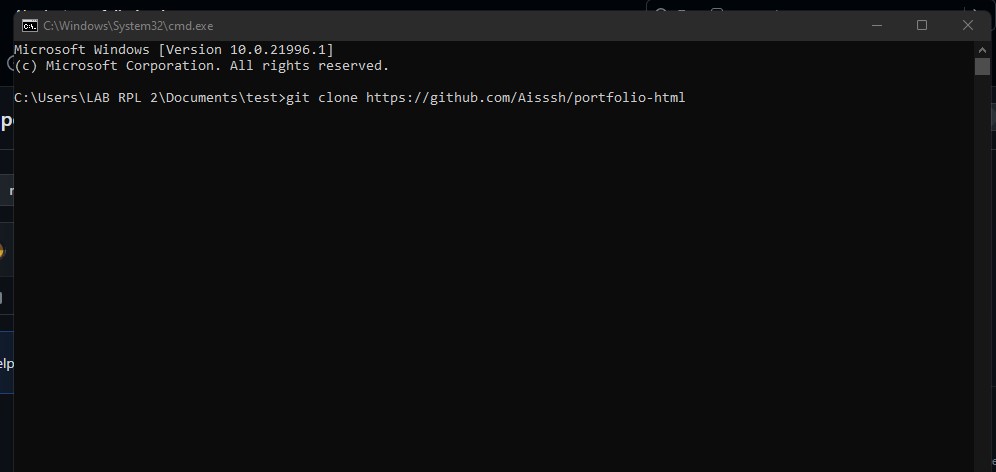 C:\Windows\System32\cmd.exe
Microsoft Windows [Version 10.0.21996.1]
(c) Microsoft Corporation. All rights reserved.
C:\Users\LAB RPL 2\Documents\test>git clone https://github.com/Aisssh/portfolio-html